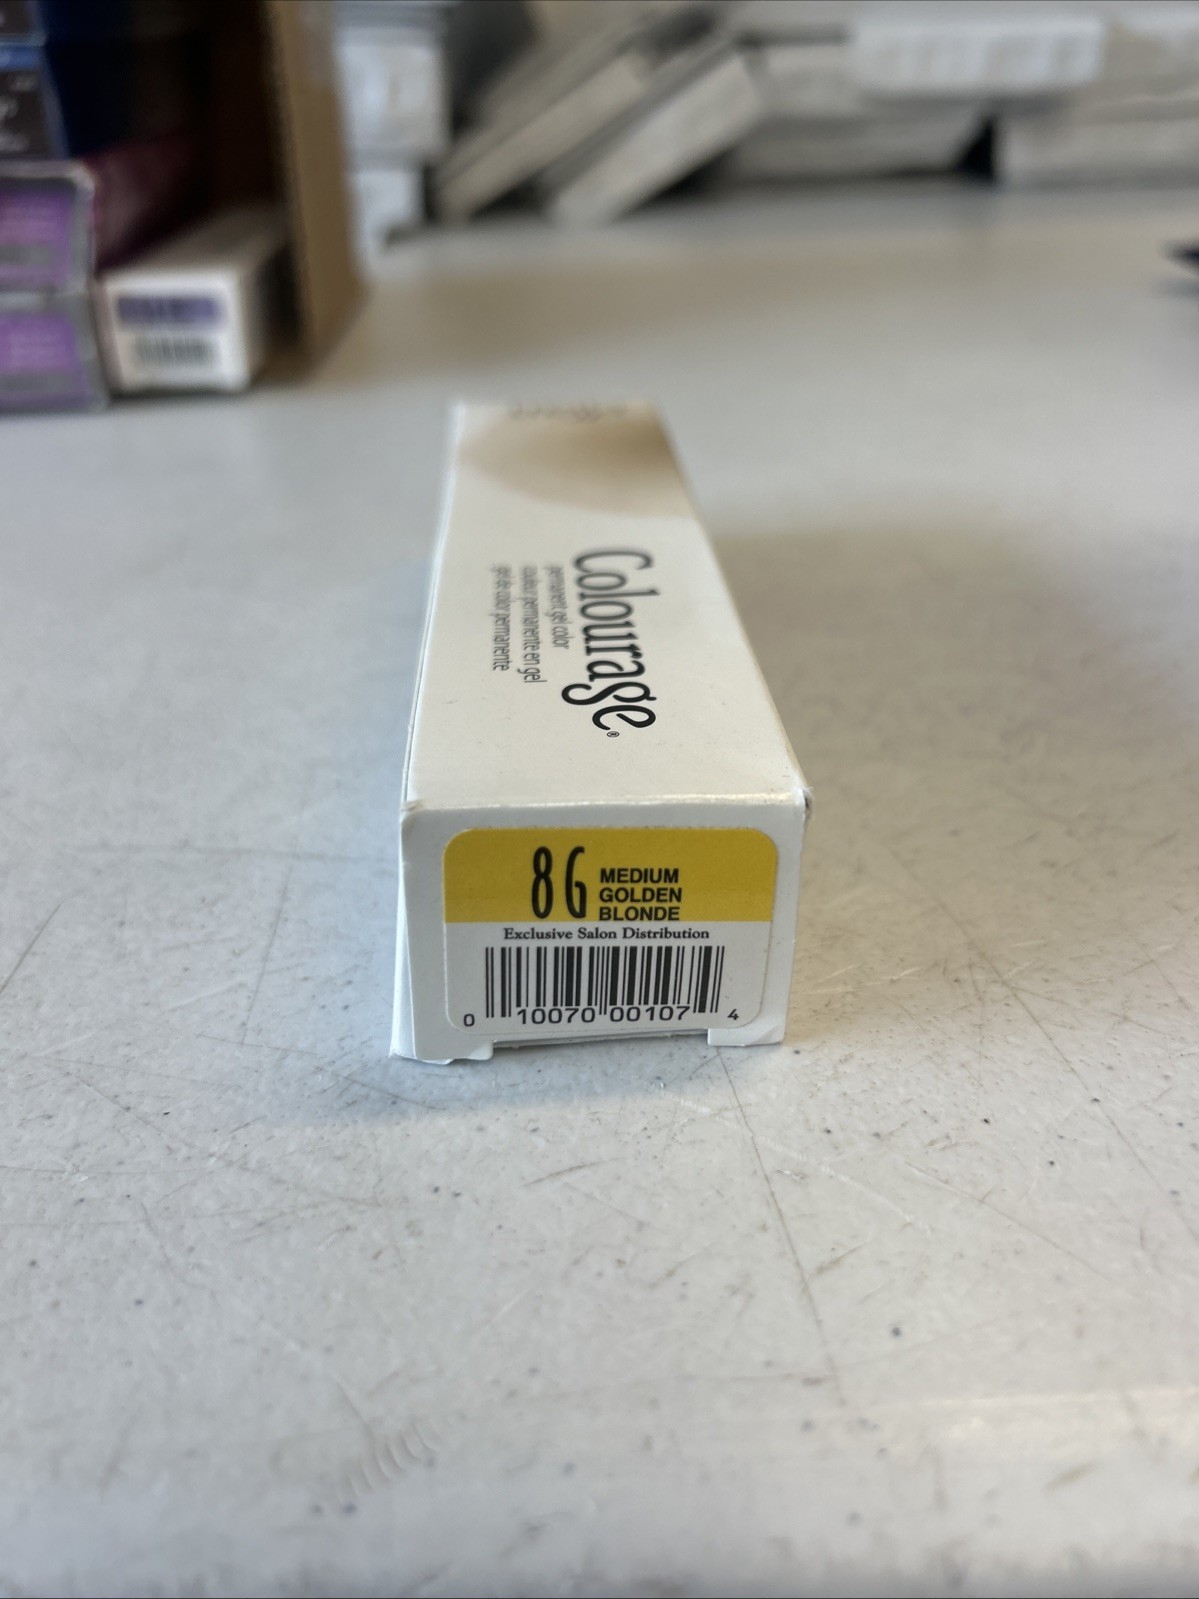 Colourage®
permanent gel color
couleur permanente en gel
gel de color permanente
8G MEDIUM
GOLDEN
BLONDE
Exclusive Salon Distribution
0 10070 00107 4